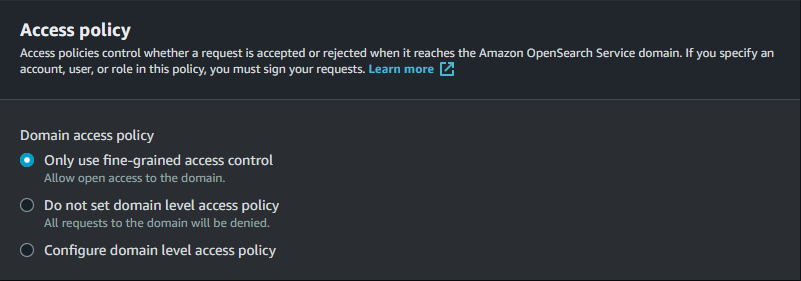 Access policy
Access policies control whether a request is accepted or rejected when it reaches the Amazon OpenSearch Service domain. If you specify an
account, user, or role in this policy, you must sign your requests. Learn more
Domain access policy
Only use fine-grained access control
Allow open access to the domain.
Do not set domain level access policy
All requests to the domain will be denied.
Configure domain level access policy